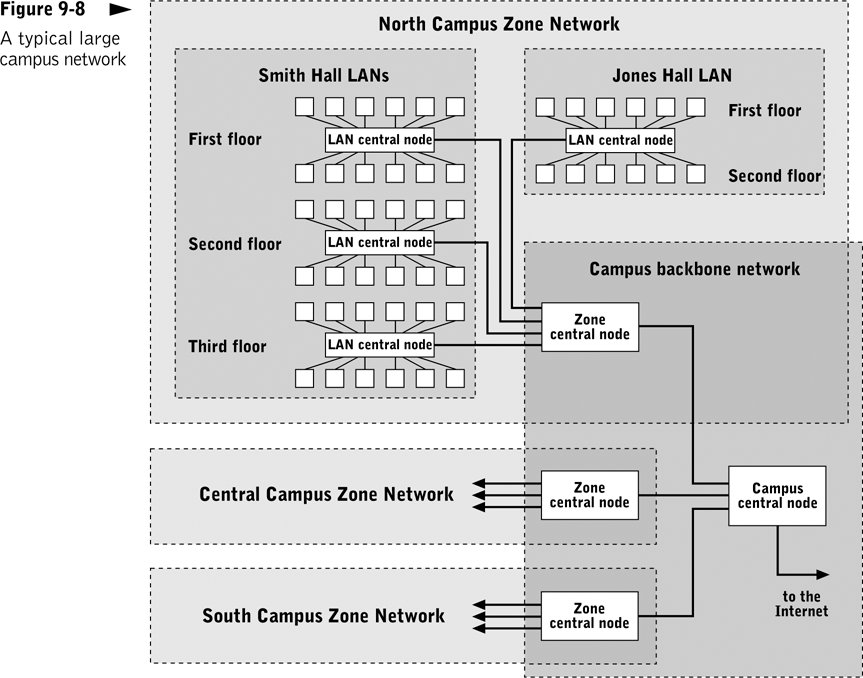 Figure 9-8
A typical large
campus network
North Campus Zone Network
Smith Hall LANs
Jones Hall LAN
First floor
LAN central node
LAN central node
First floor
Second floor
Second floor
LAN central node
Campus backbone network
Third floor
LAN central node
Zone
central node
Central Campus Zone Network
Zone
central node
Campus
central node
South Campus Zone Network
Zone
central node
to the
Internet